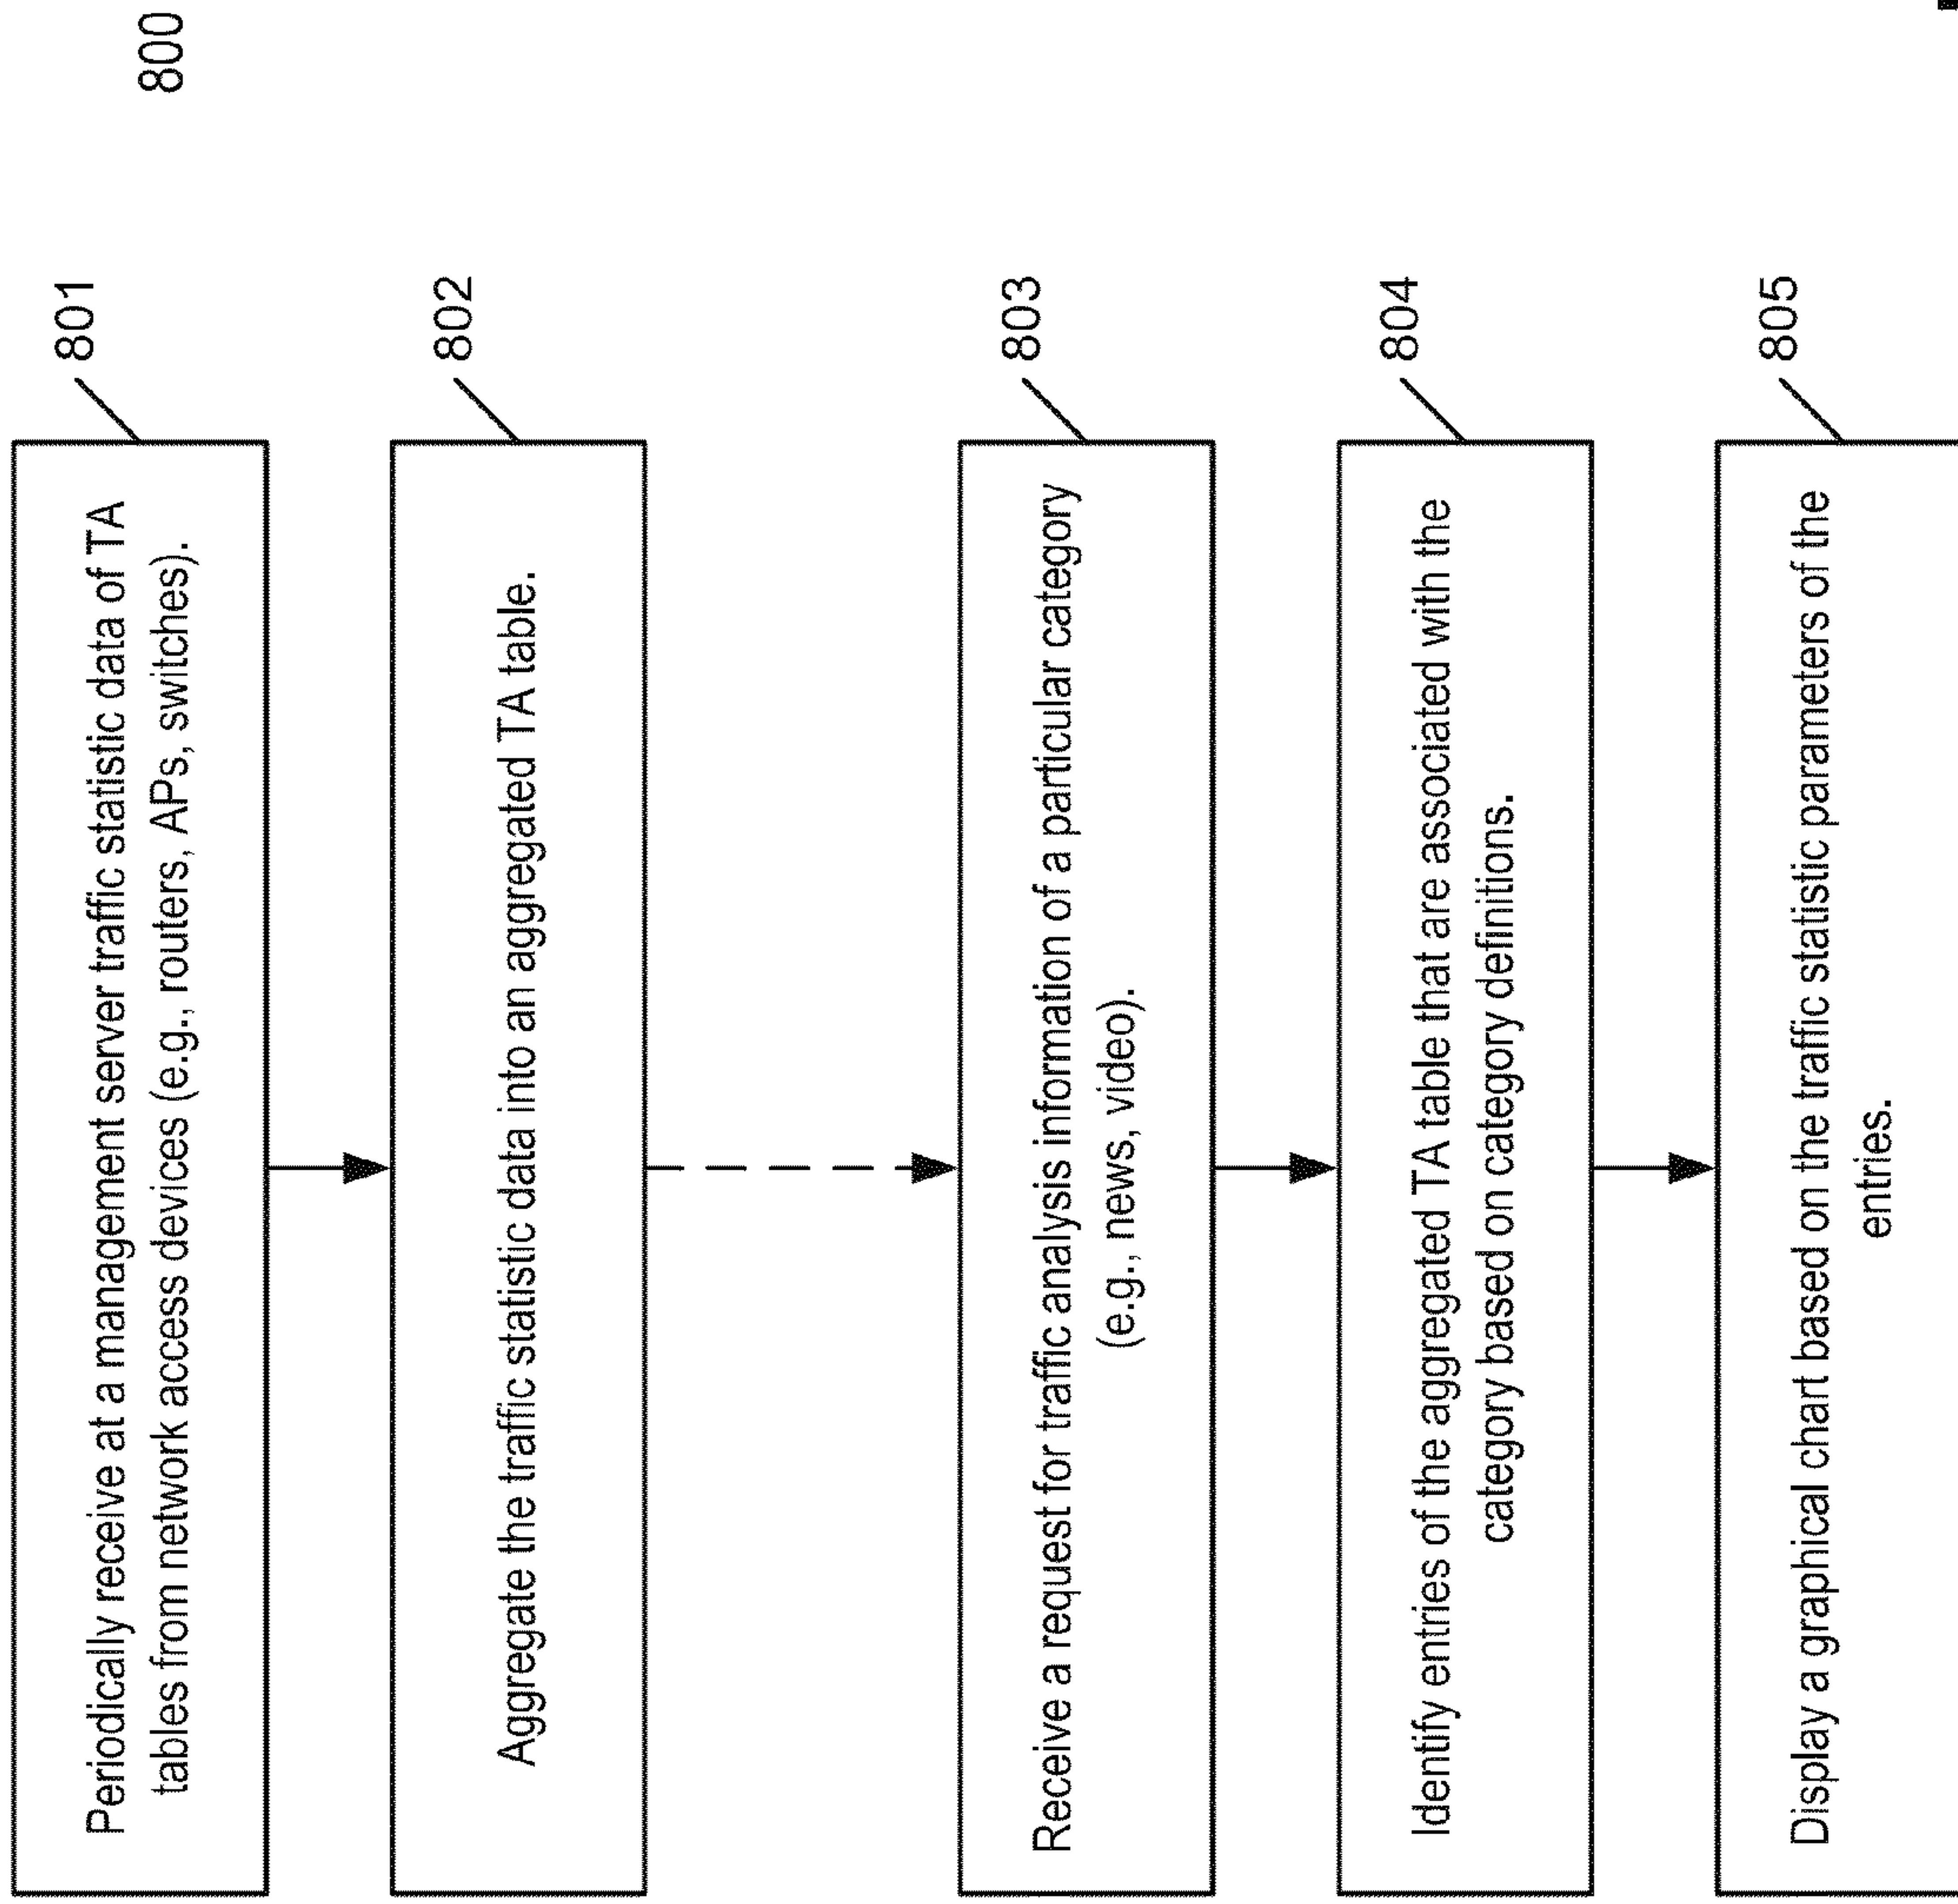 800
801
Periodically receive at a management server traffic statistic data of TA
tables from network access devices (e.g., routers, APs, switches).
802
Aggregate the traffic statistic data into an aggregated TA table.
803
Receive a request for traffic analysis information of a particular category
(e.g., news, video).
804
Identify entries of the aggregated TA table that are associated with the
category based on category definitions.
805
Display a graphical chart based on the traffic statistic parameters of the
entries.